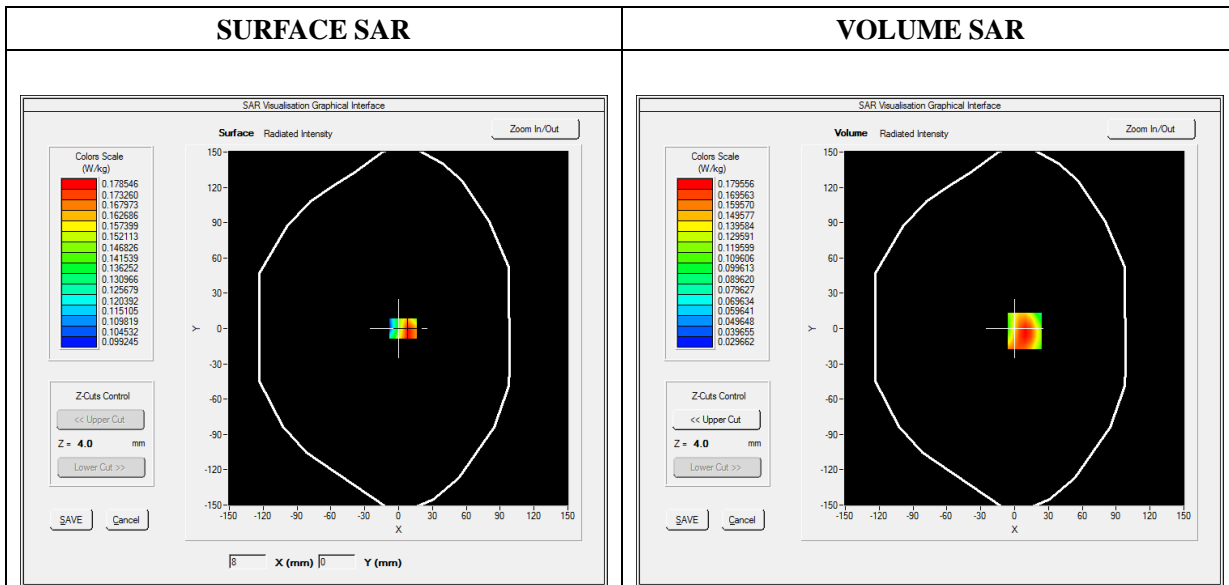 SURFACE SAR
VOLUME SAR
SAR Visualisation Graphical Interface
Surface Radiated Intensity
Zoom In/Out
Colors Scale
(W/kg)
0.178546
0.173260
0.167973
0.162686
0.157399
0.152113
0.146826
0.141539
0.136252
0.130966
0.125679
0.120392
0.115105
0.109819
0.104532
0.099245
Z-Cuts Control
<< Upper Cut
Z = 4.0 mm
Lower Cut >>
SAVE Cancel
150
120
90
60
30
0
-30
-60
-90
-120
-150
Y
-150 -120 -90 -60 -30 0 30 60 90 120 150
X
8 X (mm) 0 Y (mm)
SAR Visualisation Graphical Interface
Volume Radiated Intensity
Zoom In/Out
Colors Scale
(W/kg)
0.179556
0.169563
0.159570
0.149577
0.139584
0.129591
0.119599
0.109606
0.099613
0.089620
0.079627
0.069634
0.059641
0.049648
0.039655
0.029662
Z-Cuts Control
<< Upper Cut
Z = 4.0 mm
Lower Cut >>
SAVE Cancel
150
120
90
60
30
0
-30
-60
-90
-120
-150
Y
-150 -120 -90 -60 -30 0 30 60 90 120 150
X